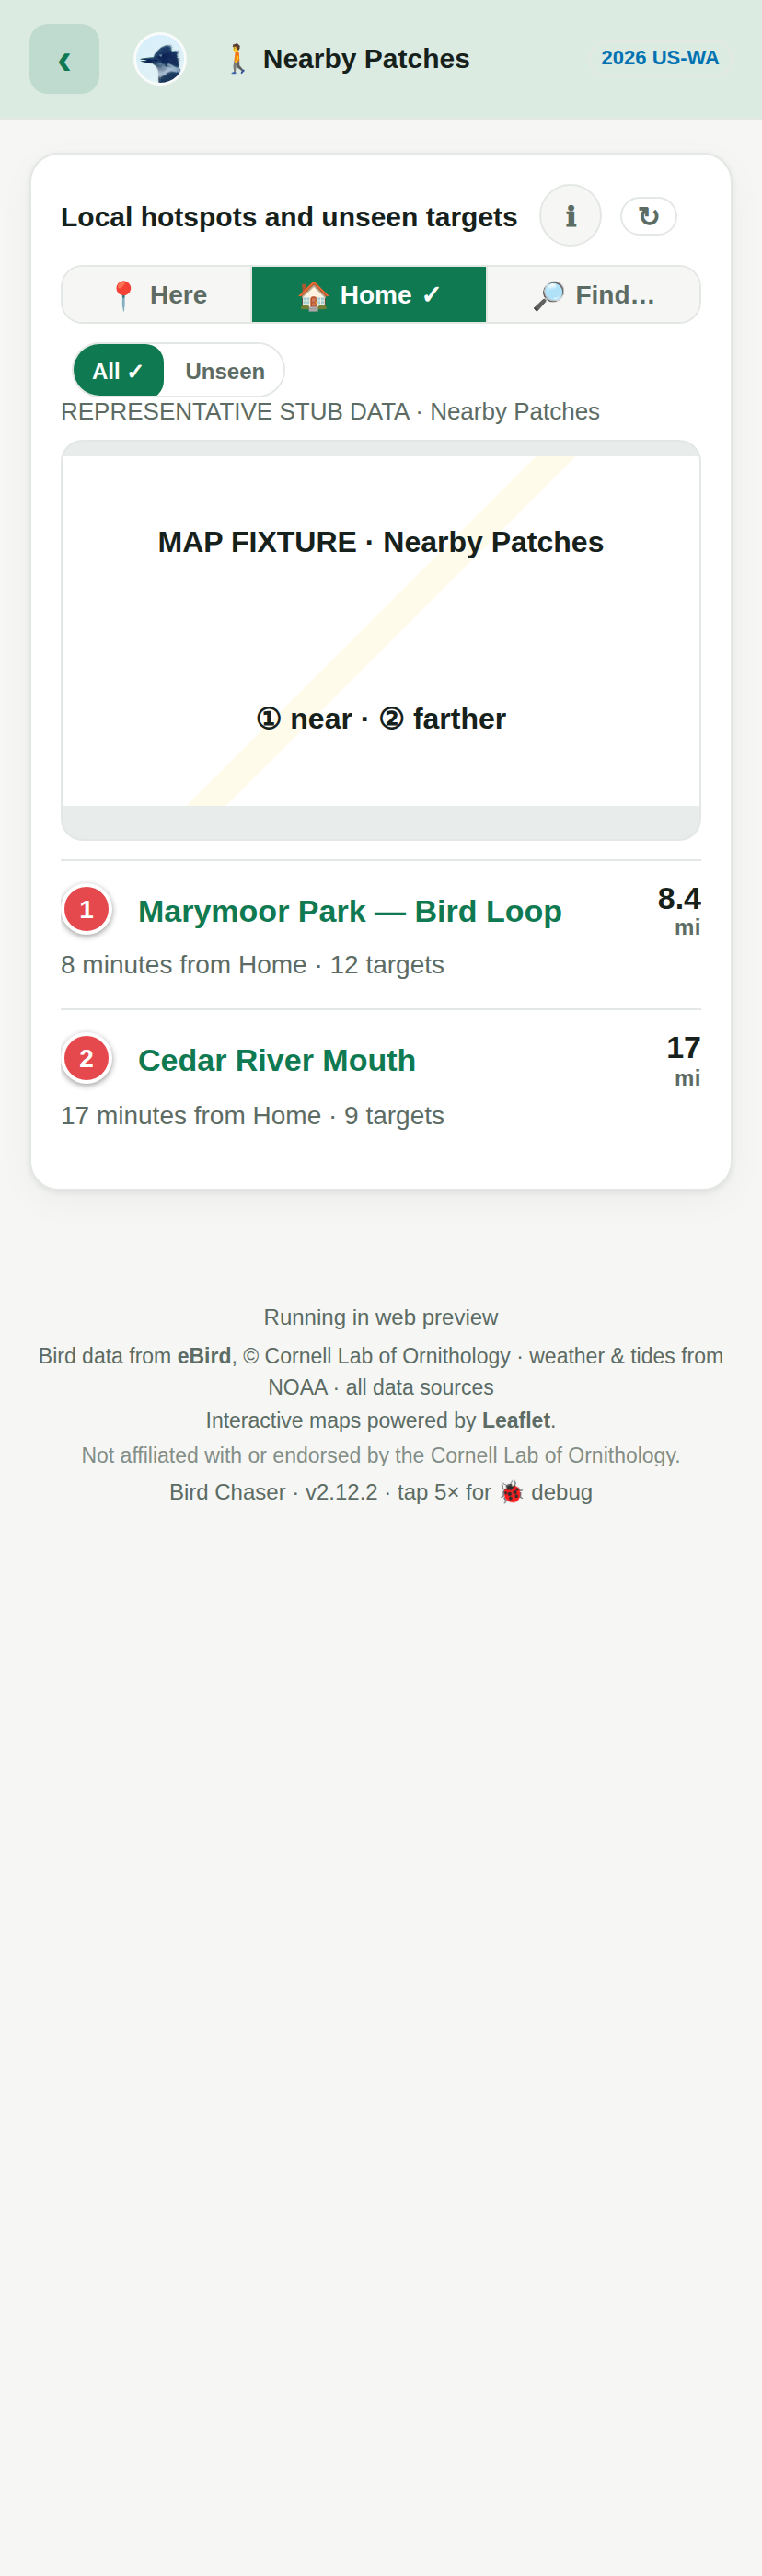 ‹ 🚶 Nearby Patches 2026 US-WA
Local hotspots and unseen targets ℹ ↻
📍 Here 🏠 Home ✓ 🔎 Find…
All ✓ Unseen
REPRESENTATIVE STUB DATA · Nearby Patches
MAP FIXTURE · Nearby Patches
① near · ② farther
1 Marymoor Park — Bird Loop 8.4 mi
8 minutes from Home · 12 targets
2 Cedar River Mouth 17 mi
17 minutes from Home · 9 targets
Running in web preview
Bird data from eBird, © Cornell Lab of Ornithology · weather & tides from
NOAA · all data sources
Interactive maps powered by Leaflet.
Not affiliated with or endorsed by the Cornell Lab of Ornithology.
Bird Chaser · v2.12.2 · tap 5× for 🐞 debug